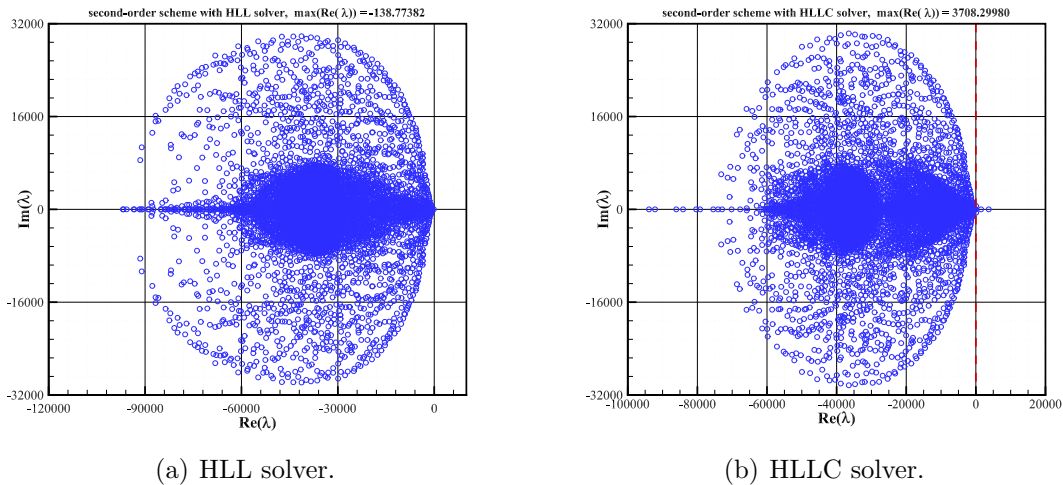 second-order scheme with HLL solver, max(Re(λ))=-138.77382
32000
16000
0
-16000
-32000
Im(λ)
-120000 -90000 -60000 -30000 0
Re(λ)
(a) HLL solver.
second-order scheme with HLLC solver, max(Re(λ))=3708.29980
32000
16000
0
-16000
-32000
Im(λ)
-100000 -80000 -60000 -40000 -20000 0 20000
Re(λ)
(b) HLLC solver.